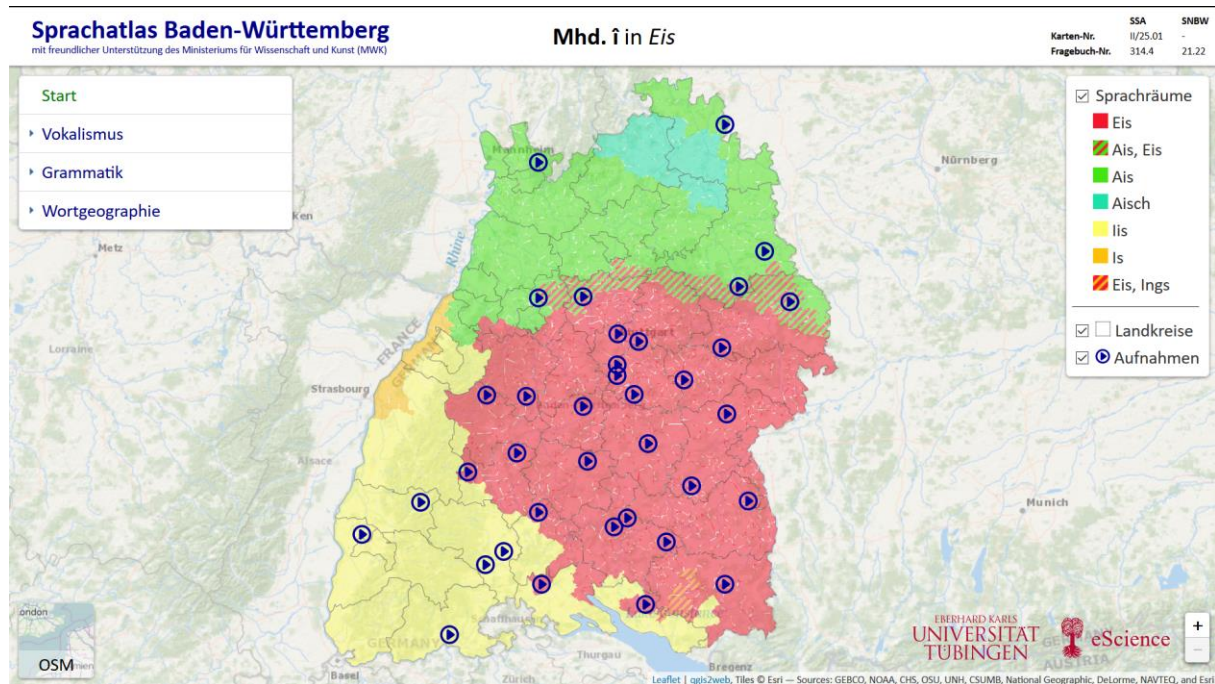 Sprachatlas Baden-Württemberg
mit freundlicher Unterstützung des Ministeriums für Wissenschaft und Kunst (MWK)
Mhd. î in Eis
SSA SNBW
Karten-Nr. II/25.01 -
Fragebuch-Nr. 314.4 21.22
Start
Vokalismus
Grammatik
Wortgeographie
Sprachräume
Eis
Ais, Eis
Ais
Aisch
Iis
Is
Eis, Ings
Landkreise
Aufnahmen
Mannheim
Nürnberg
ken
Metz
Rhine
FRANCE
GERMANY
Lorraine
Strasbourg
Alsace
Munich
Schaffhausen
GERMANY
Thurgau
Basel
Zürich
Bregenz
ondon
OSM
EBERHARD KARLS
UNIVERSITÄT
TÜBINGEN
eScience
GERMANY
AUSTRIA
+
−
Leaflet | qgis2web, Tiles © Esri — Sources: GEBCO, NOAA, CHS, OSU, UNH, CSUMB, National Geographic, DeLorme, NAVTEQ, and Esri